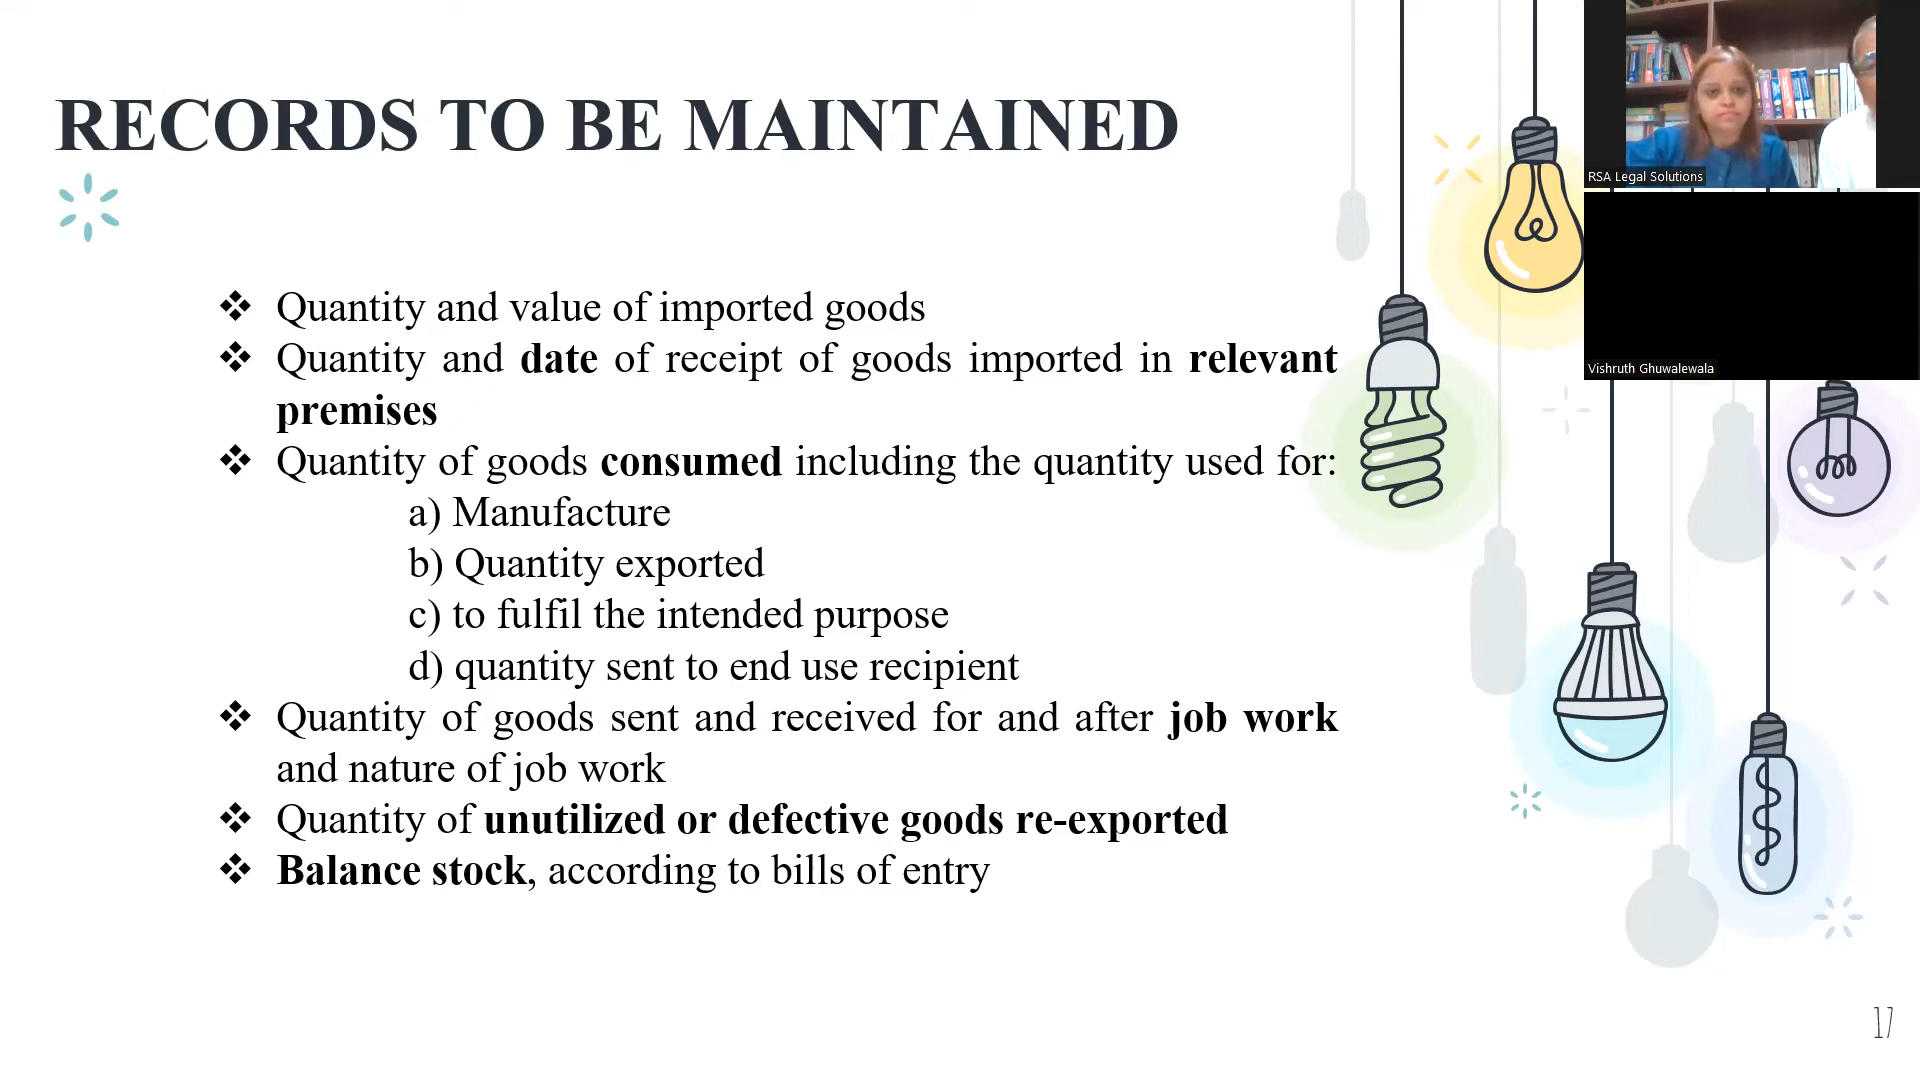 RECORDS TO BE MAINTAINED
❖ Quantity and value of imported goods
❖ Quantity and date of receipt of goods imported in relevant
premises
❖ Quantity of goods consumed including the quantity used for:
a) Manufacture
b) Quantity exported
c) to fulfil the intended purpose
d) quantity sent to end use recipient
❖ Quantity of goods sent and received for and after job work
and nature of job work
❖ Quantity of unutilized or defective goods re-exported
❖ Balance stock, according to bills of entry
RSA Legal Solutions
Vishruth Ghuwalewala
17